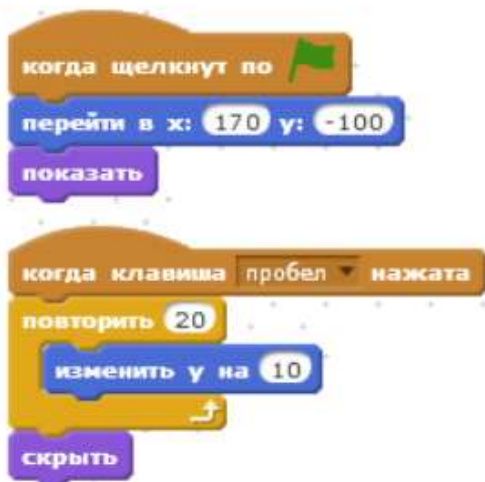 когда щелкнут по
перейти в x: 170 y: -100
показать
когда клавиша пробел нажата
повторить 20
изменить y на 10
скрыть